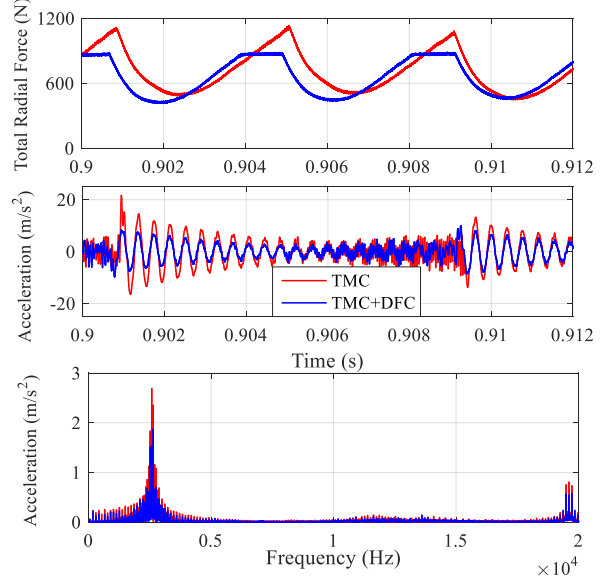 Total Radial Force (N)
1200
600
0
0.9 0.902 0.904 0.906 0.908 0.91 0.912
Acceleration (m/s²)
20
0
-20
TMC
TMC+DFC
0.9 0.902 0.904 0.906 0.908 0.91 0.912
Time (s)
Acceleration (m/s²)
3
2
1
0
0 0.5 1 1.5 2
Frequency (Hz)
×10⁴